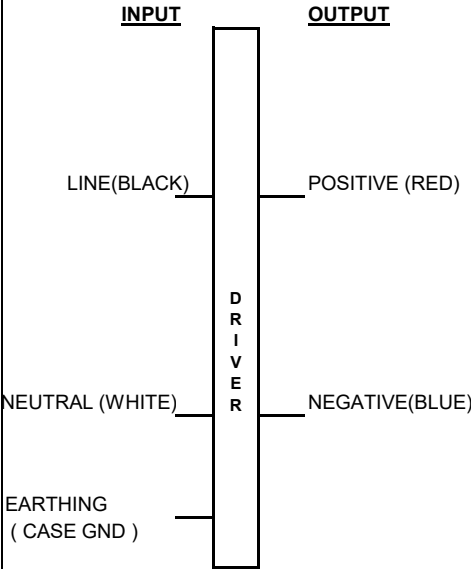 INPUT
OUTPUT
LINE(BLACK)
POSITIVE (RED)
D
R
I
V
E
R
NEUTRAL (WHITE)
NEGATIVE(BLUE)
EARTHING
( CASE GND )